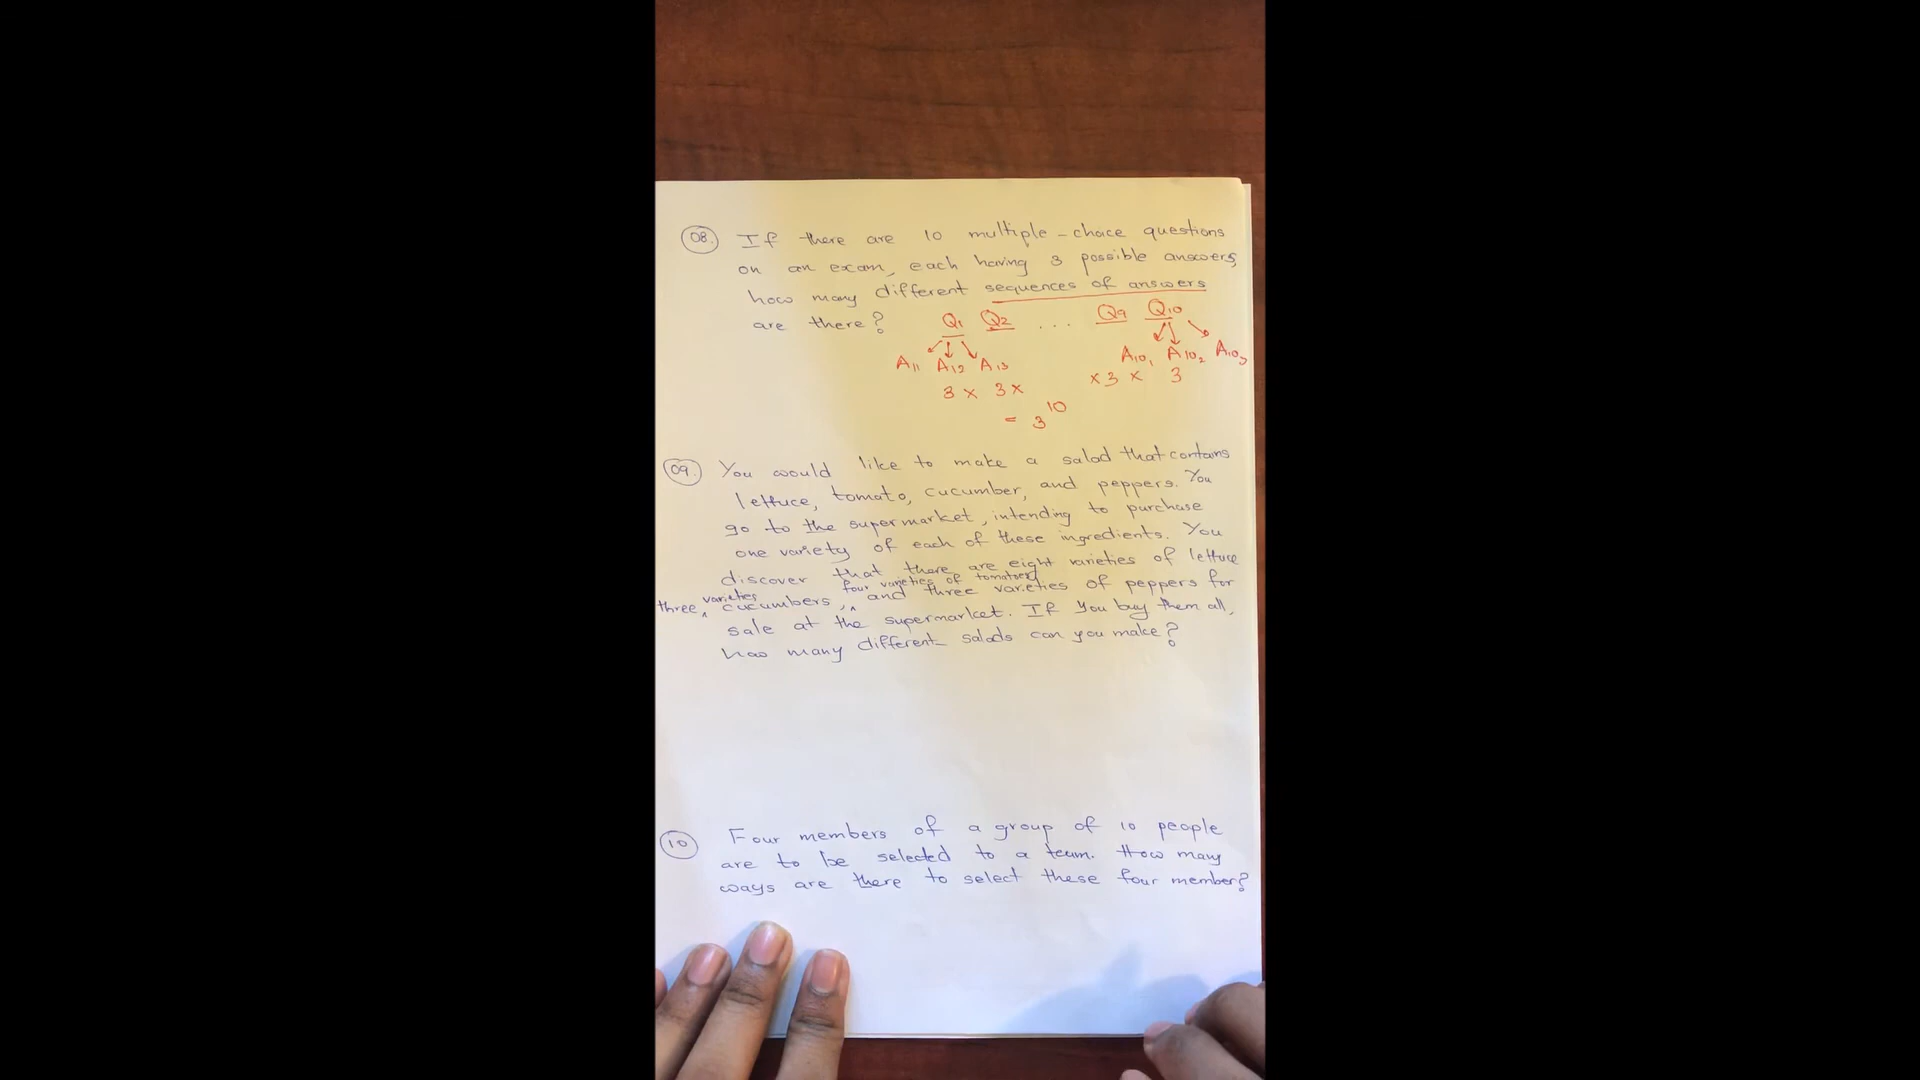 08. If there are 10 multiple-choice questions
on an exam, each having 3 possible answers,
how many different sequences of answers
are there?
Q1 Q2 ... Q9 Q10
A11 A12 A13 A10,1 A10,2 A10,3
3 x 3 x x 3 x 3
= 3^10
09. You would like to make a salad that contains
lettuce, tomato, cucumber, and peppers. You
go to the supermarket, intending to purchase
one variety of each of these ingredients. You
discover that there are eight varieties of lettuce
four varieties of tomatoes,
three varieties cucumbers, and three varieties of peppers for
sale at the supermarket. If you buy them all,
how many different salads can you make?
10 Four members of a group of 10 people
are to be selected to a team. How many
ways are there to select these four member?